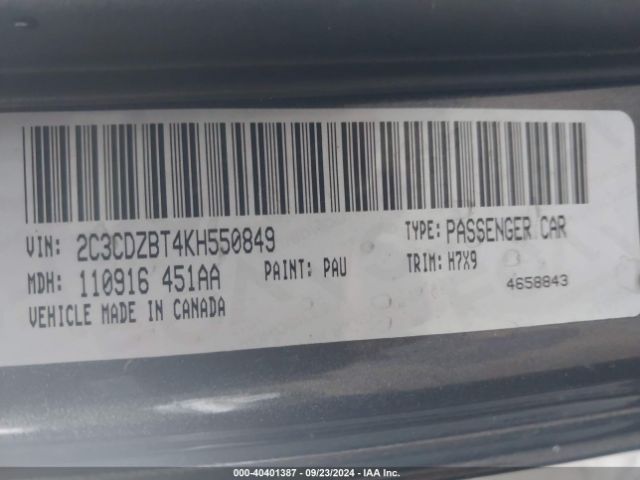 VIN: 2C3CDZBT4KH550849 TYPE: PASSENGER CAR
MDH: 110916 451AA PAINT: PAU TRIM: H7X9
VEHICLE MADE IN CANADA 4658843
000-40401387 - 09/23/2024 - IAA Inc.